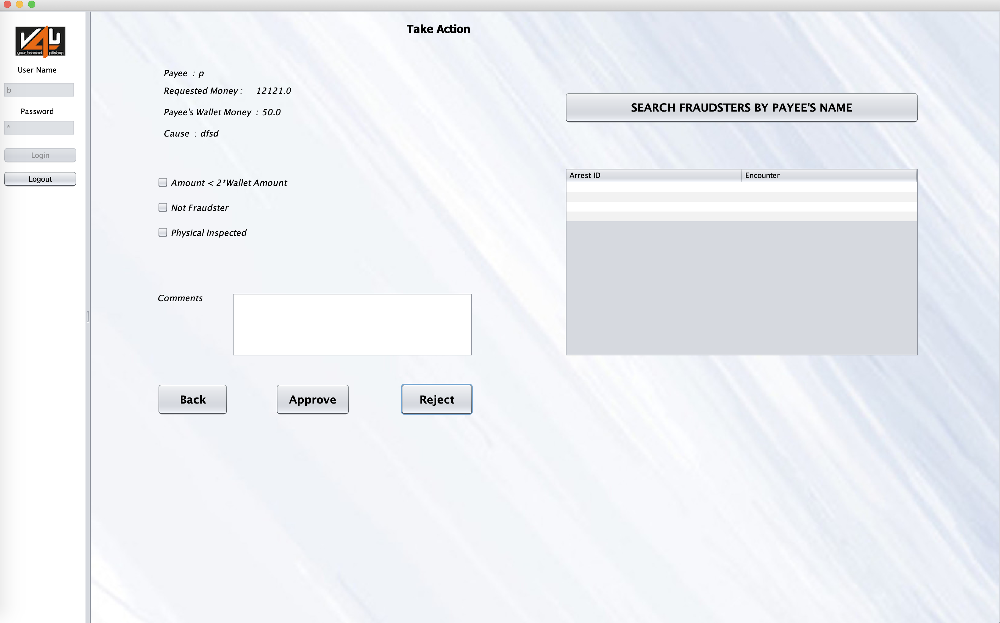 V4U
your financial pitshop
User Name
b
Password
*
Login
Logout
Take Action
Payee : p
Requested Money : 12121.0
Payee's Wallet Money : 50.0
Cause : dfsd
Amount < 2*Wallet Amount
Not Fraudster
Physical Inspected
Comments
Back
Approve
Reject
SEARCH FRAUDSTERS BY PAYEE'S NAME
Arrest ID
Encounter